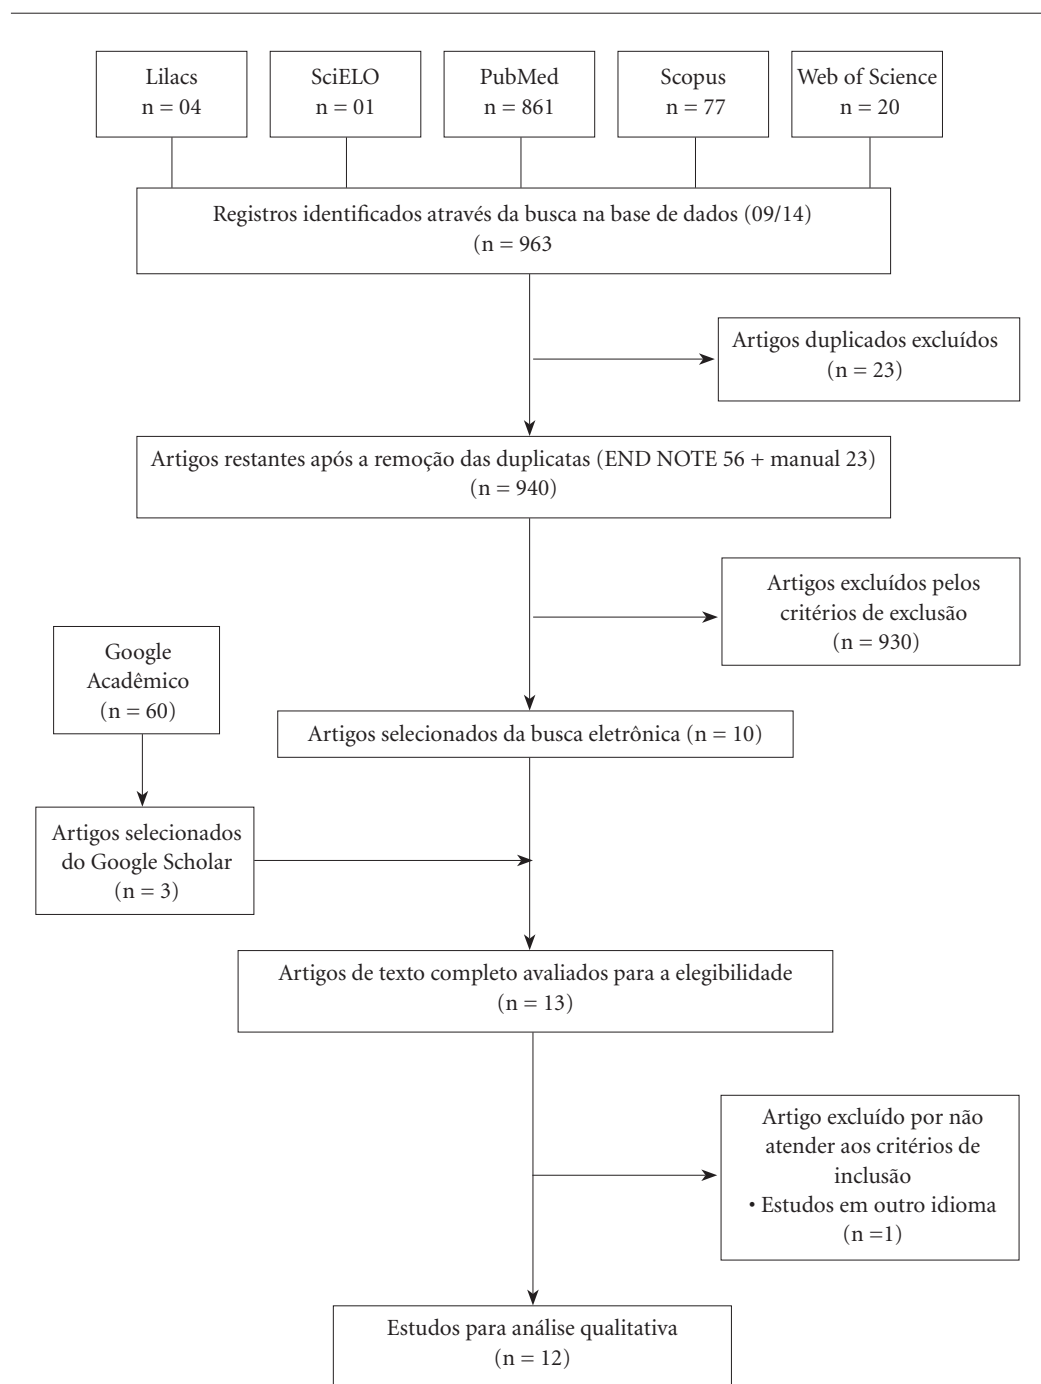 Lilacs
n = 04
SciELO
n = 01
PubMed
n = 861
Scopus
n = 77
Web of Science
n = 20
Registros identificados através da busca na base de dados (09/14)
(n = 963
Artigos duplicados excluídos
(n = 23)
Artigos restantes após a remoção das duplicatas (END NOTE 56 + manual 23)
(n = 940)
Artigos excluídos pelos
critérios de exclusão
(n = 930)
Google
Acadêmico
(n = 60)
Artigos selecionados da busca eletrônica (n = 10)
Artigos selecionados
do Google Scholar
(n = 3)
Artigos de texto completo avaliados para a elegibilidade
(n = 13)
Artigo excluído por não
atender aos critérios de
inclusão
• Estudos em outro idioma
(n =1)
Estudos para análise qualitativa
(n = 12)